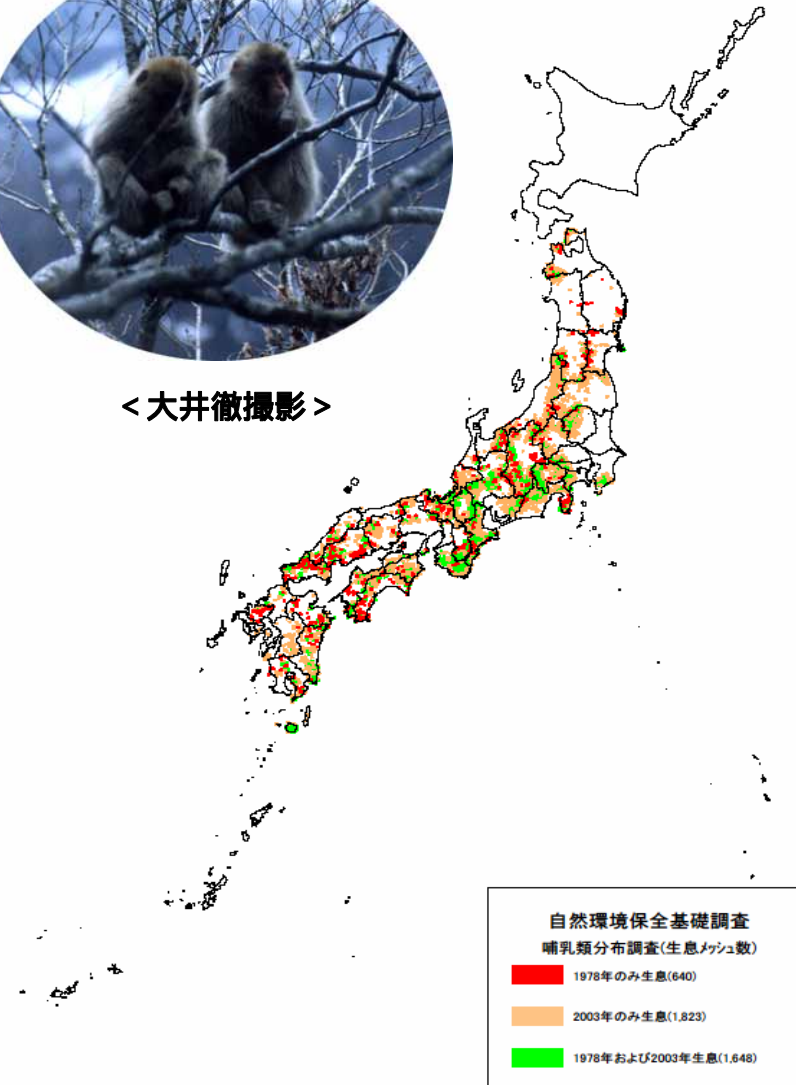 <大井徹撮影>
自然環境保全基礎調査
哺乳類分布調査(生息メッシュ数)
1978年のみ生息(640)
2003年のみ生息(1,823)
1978年および2003年生息(1,648)